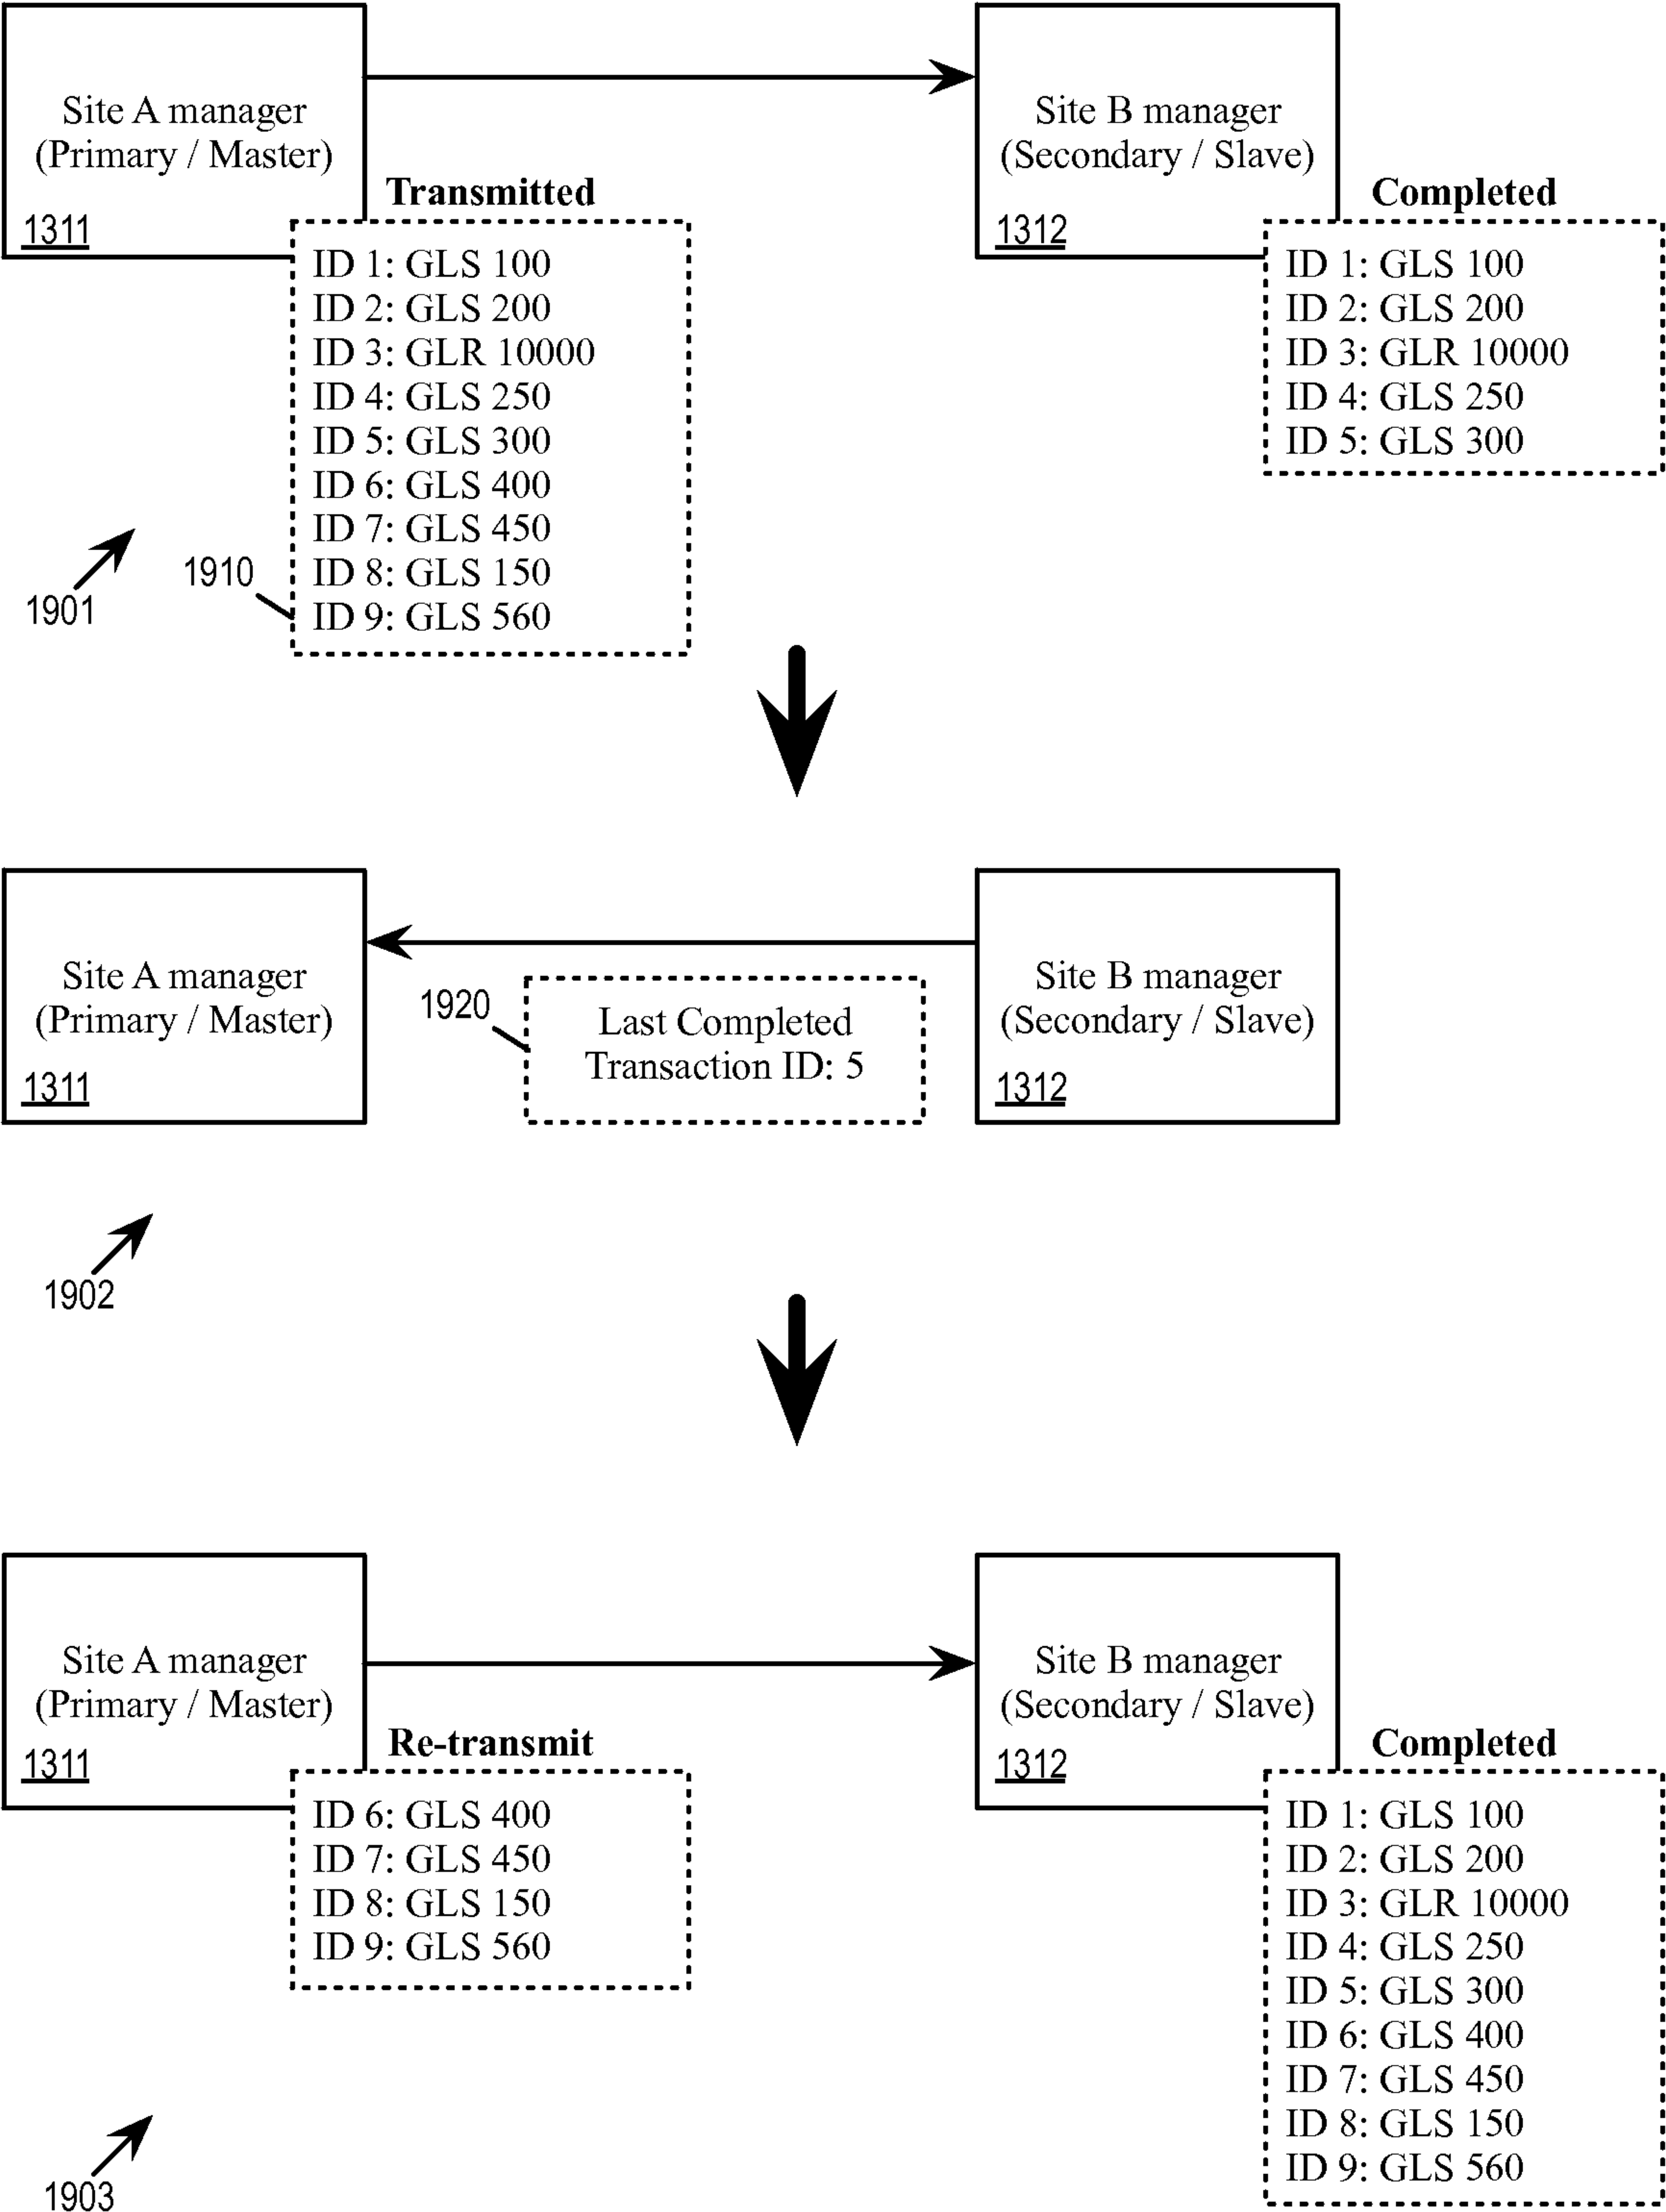 Site A manager
(Primary / Master)
1311
Transmitted
ID 1: GLS 100
ID 2: GLS 200
ID 3: GLR 10000
ID 4: GLS 250
ID 5: GLS 300
ID 6: GLS 400
ID 7: GLS 450
ID 8: GLS 150
ID 9: GLS 560
1910
1901
Site B manager
(Secondary / Slave)
1312
Completed
ID 1: GLS 100
ID 2: GLS 200
ID 3: GLR 10000
ID 4: GLS 250
ID 5: GLS 300
Site A manager
(Primary / Master)
1311
1920
Last Completed
Transaction ID: 5
Site B manager
(Secondary / Slave)
1312
1902
Site A manager
(Primary / Master)
1311
Re-transmit
ID 6: GLS 400
ID 7: GLS 450
ID 8: GLS 150
ID 9: GLS 560
Site B manager
(Secondary / Slave)
1312
Completed
ID 1: GLS 100
ID 2: GLS 200
ID 3: GLR 10000
ID 4: GLS 250
ID 5: GLS 300
ID 6: GLS 400
ID 7: GLS 450
ID 8: GLS 150
ID 9: GLS 560
1903